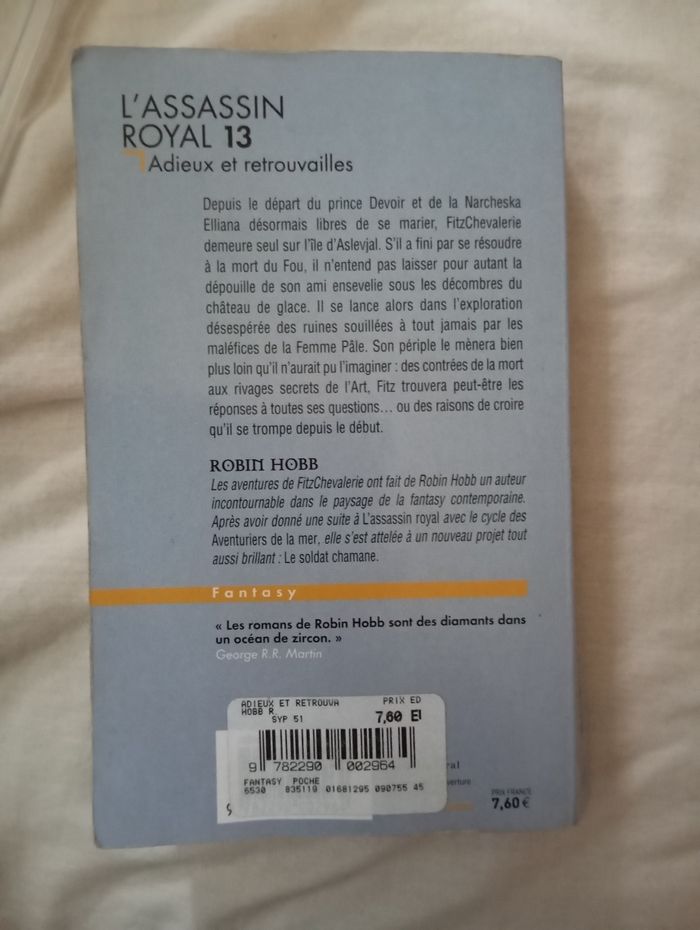 L'ASSASSIN
ROYAL 13
Adieux et retrouvailles
Depuis le départ du prince Devoir et de la Narcheska
Elliana désormais libres de se marier, FitzChevalerie
demeure seul sur l'île d'Aslevjal. S'il a fini par se résoudre
à la mort du Fou, il n'entend pas laisser pour autant la
dépouille de son ami ensevelie sous les décombres du
château de glace. Il se lance alors dans l'exploration
désespérée des ruines souillées à tout jamais par les
maléfices de la Femme Pâle. Son périple le mènera bien
plus loin qu'il n'aurait pu l'imaginer : des contrées de la mort
aux rivages secrets de l'Art, Fitz trouvera peut-être les
réponses à toutes ses questions... ou des raisons de croire
qu'il se trompe depuis le début.
ROBIN HOBB
Les aventures de FitzChevalerie ont fait de Robin Hobb un auteur
incontournable dans le paysage de la fantasy contemporaine.
Après avoir donné une suite à L'assassin royal avec le cycle des
Aventuriers de la mer, elle s'est attelée à un nouveau projet tout
aussi brillant : Le soldat chamane.
Fantasy
« Les romans de Robin Hobb sont des diamants dans
un océan de zircon. »
George R.R. Martin
ADIEUX ET RETROUVA PRIX ED
HOBB R.
SYP 51 7,60 EI
9 782290 002964
FANTASY POCHE
6530 835119 01681295 090755 45
ral
verture
PRIX FRANCE
7,60 €